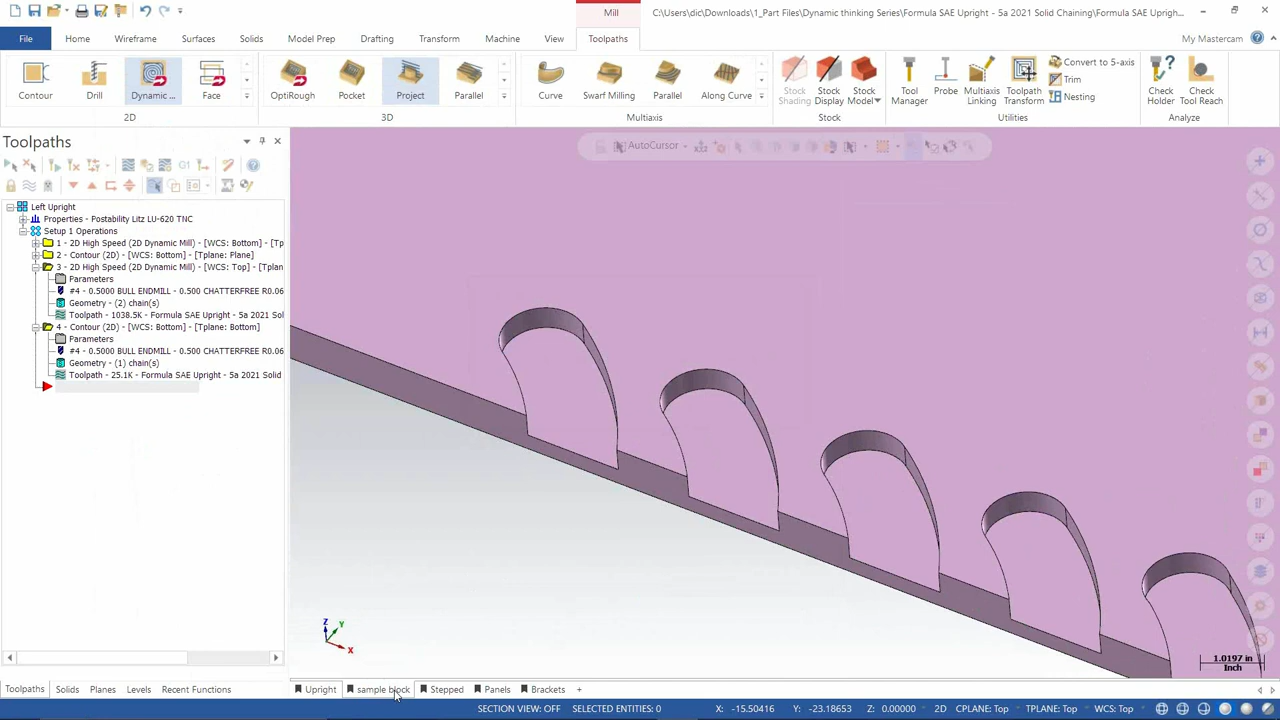 Mill
C:\Users\dic\Downloads\1_Part Files\Dynamic thinking Series\Formula SAE Upright - 5a 2021 Solid Chaining\Formula SAE Uprigh...
File Home Wireframe Surfaces Solids Model Prep Drafting Transform Machine View Toolpaths My Mastercam
Contour Drill Dynamic ... Face OptiRough Pocket Project Parallel Curve Swarf Milling Parallel Along Curve Stock Shading Stock Display Stock Model Tool Manager Probe Multiaxis Linking Toolpath Transform Convert to 5-axis Trim Nesting Check Holder Check Tool Reach
2D 3D Multiaxis Stock Utilities Analyze
Toolpaths
AutoCursor
G1
Left Upright
Properties - Postability Litz LU-620 TNC
Setup 1 Operations
1 - 2D High Speed (2D Dynamic Mill) - [WCS: Bottom] - [Tp
2 - Contour (2D) - [WCS: Bottom] - [Tplane: Plane]
3 - 2D High Speed (2D Dynamic Mill) - [WCS: Top] - [Tplan
Parameters
#4 - 0.5000 BULL ENDMILL - 0.500 CHATTERFREE R0.06
Geometry - (2) chain(s)
Toolpath - 1038.5K - Formula SAE Upright - 5a 2021 So
4 - Contour (2D) - [WCS: Bottom] - [Tplane: Bottom]
Parameters
#4 - 0.5000 BULL ENDMILL - 0.500 CHATTERFREE R0.06
Geometry - (1) chain(s)
Toolpath - 25.1K - Formula SAE Upright - 5a 2021 Solid
Z Y X
1.0197 in
Inch
Toolpaths Solids Planes Levels Recent Functions Upright sample block Stepped Panels Brackets +
SECTION VIEW: OFF SELECTED ENTITIES: 0 X: -15.50416 Y: -23.18653 Z: 0.00000 2D CPLANE: Top TPLANE: Top WCS: Top